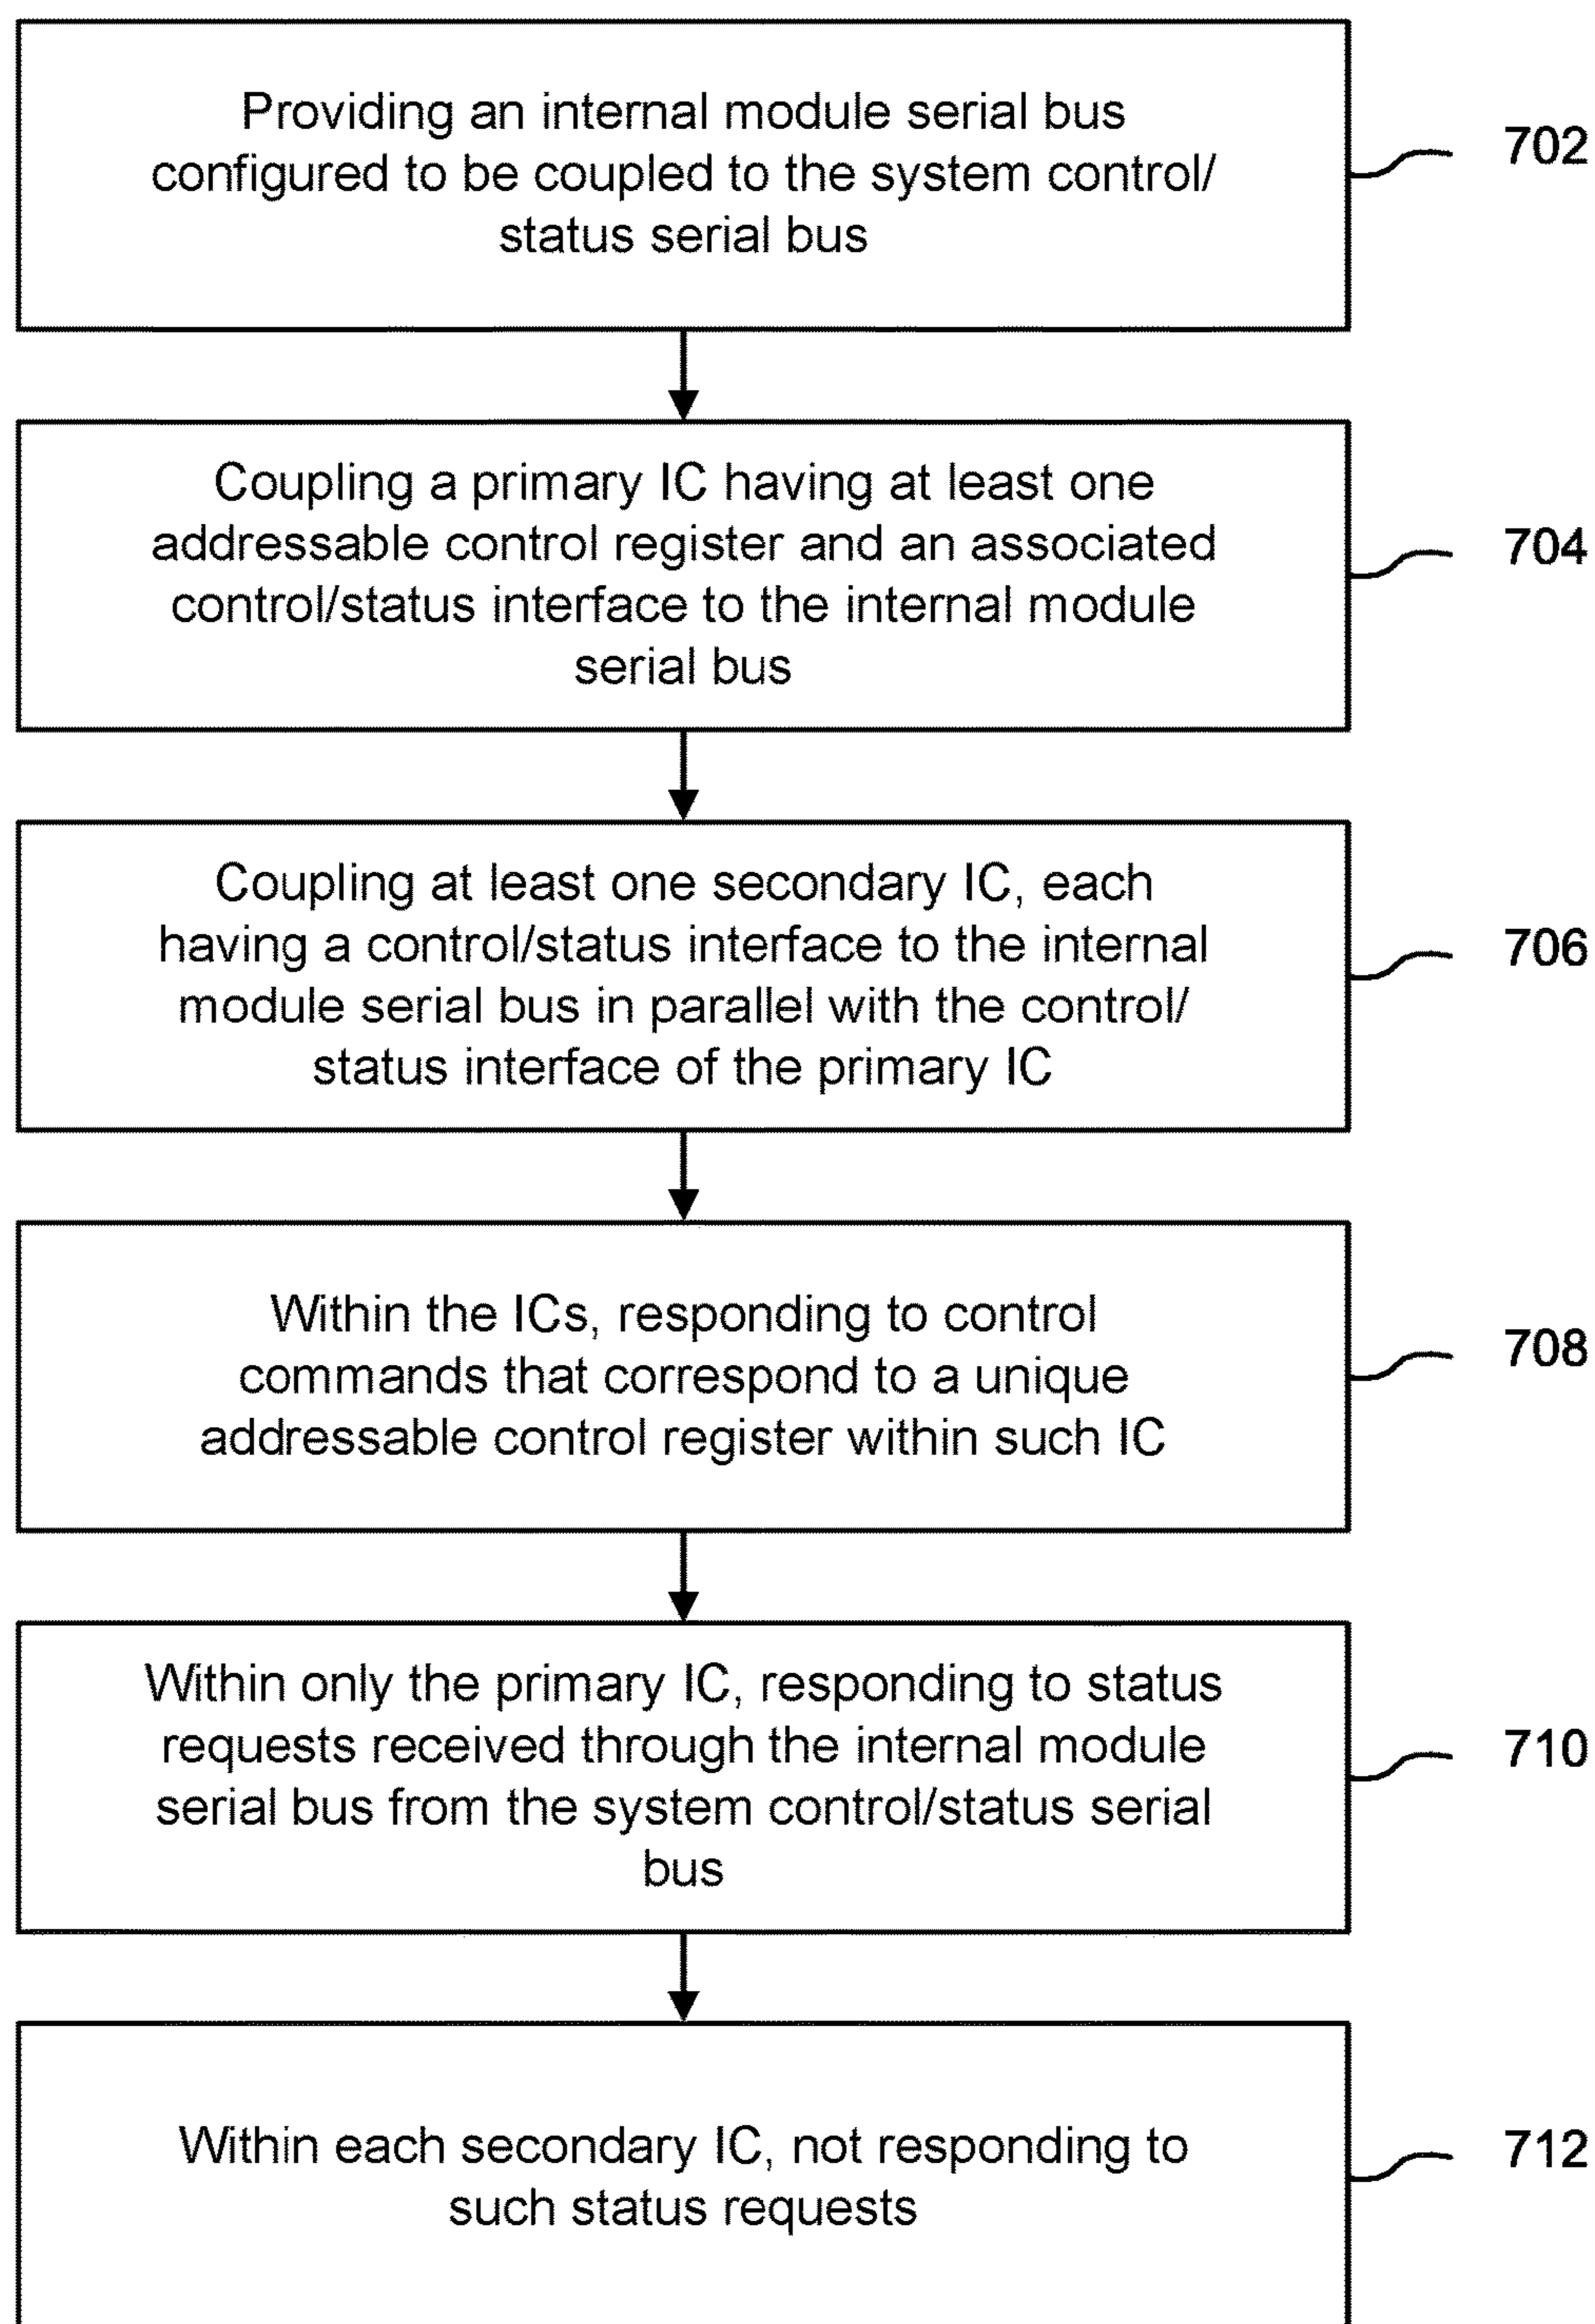 Providing an internal module serial bus
configured to be coupled to the system control/
status serial bus
702
Coupling a primary IC having at least one
addressable control register and an associated
control/status interface to the internal module
serial bus
704
Coupling at least one secondary IC, each
having a control/status interface to the internal
module serial bus in parallel with the control/
status interface of the primary IC
706
Within the ICs, responding to control
commands that correspond to a unique
addressable control register within such IC
708
Within only the primary IC, responding to status
requests received through the internal module
serial bus from the system control/status serial
bus
710
Within each secondary IC, not responding to
such status requests
712